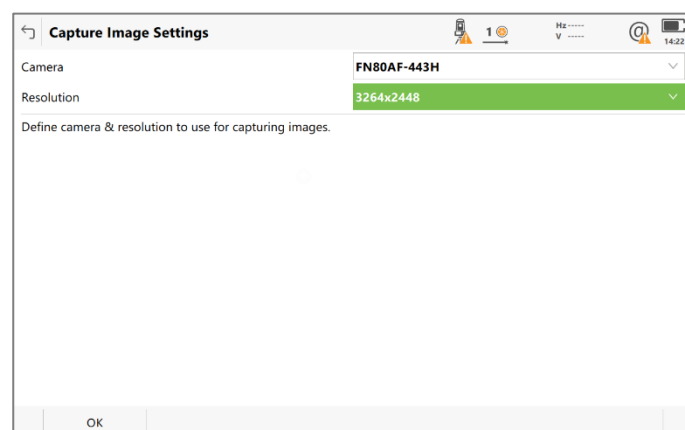 Capture Image Settings
1
Hz -----
V -----
@
14:22
Camera
FN80AF-443H
Resolution
3264x2448
Define camera & resolution to use for capturing images.
OK